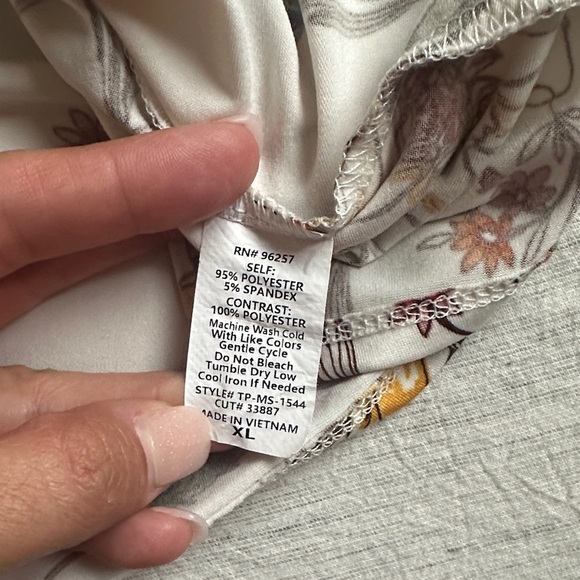 RN# 96257
SELF:
95% POLYESTER
5% SPANDEX
CONTRAST:
100% POLYESTER
Machine Wash Cold
With Like Colors
Gentle Cycle
Do Not Bleach
Tumble Dry Low
Cool Iron If Needed
STYLE# TP-MS-1544
CUT# 33887
MADE IN VIETNAM
XL